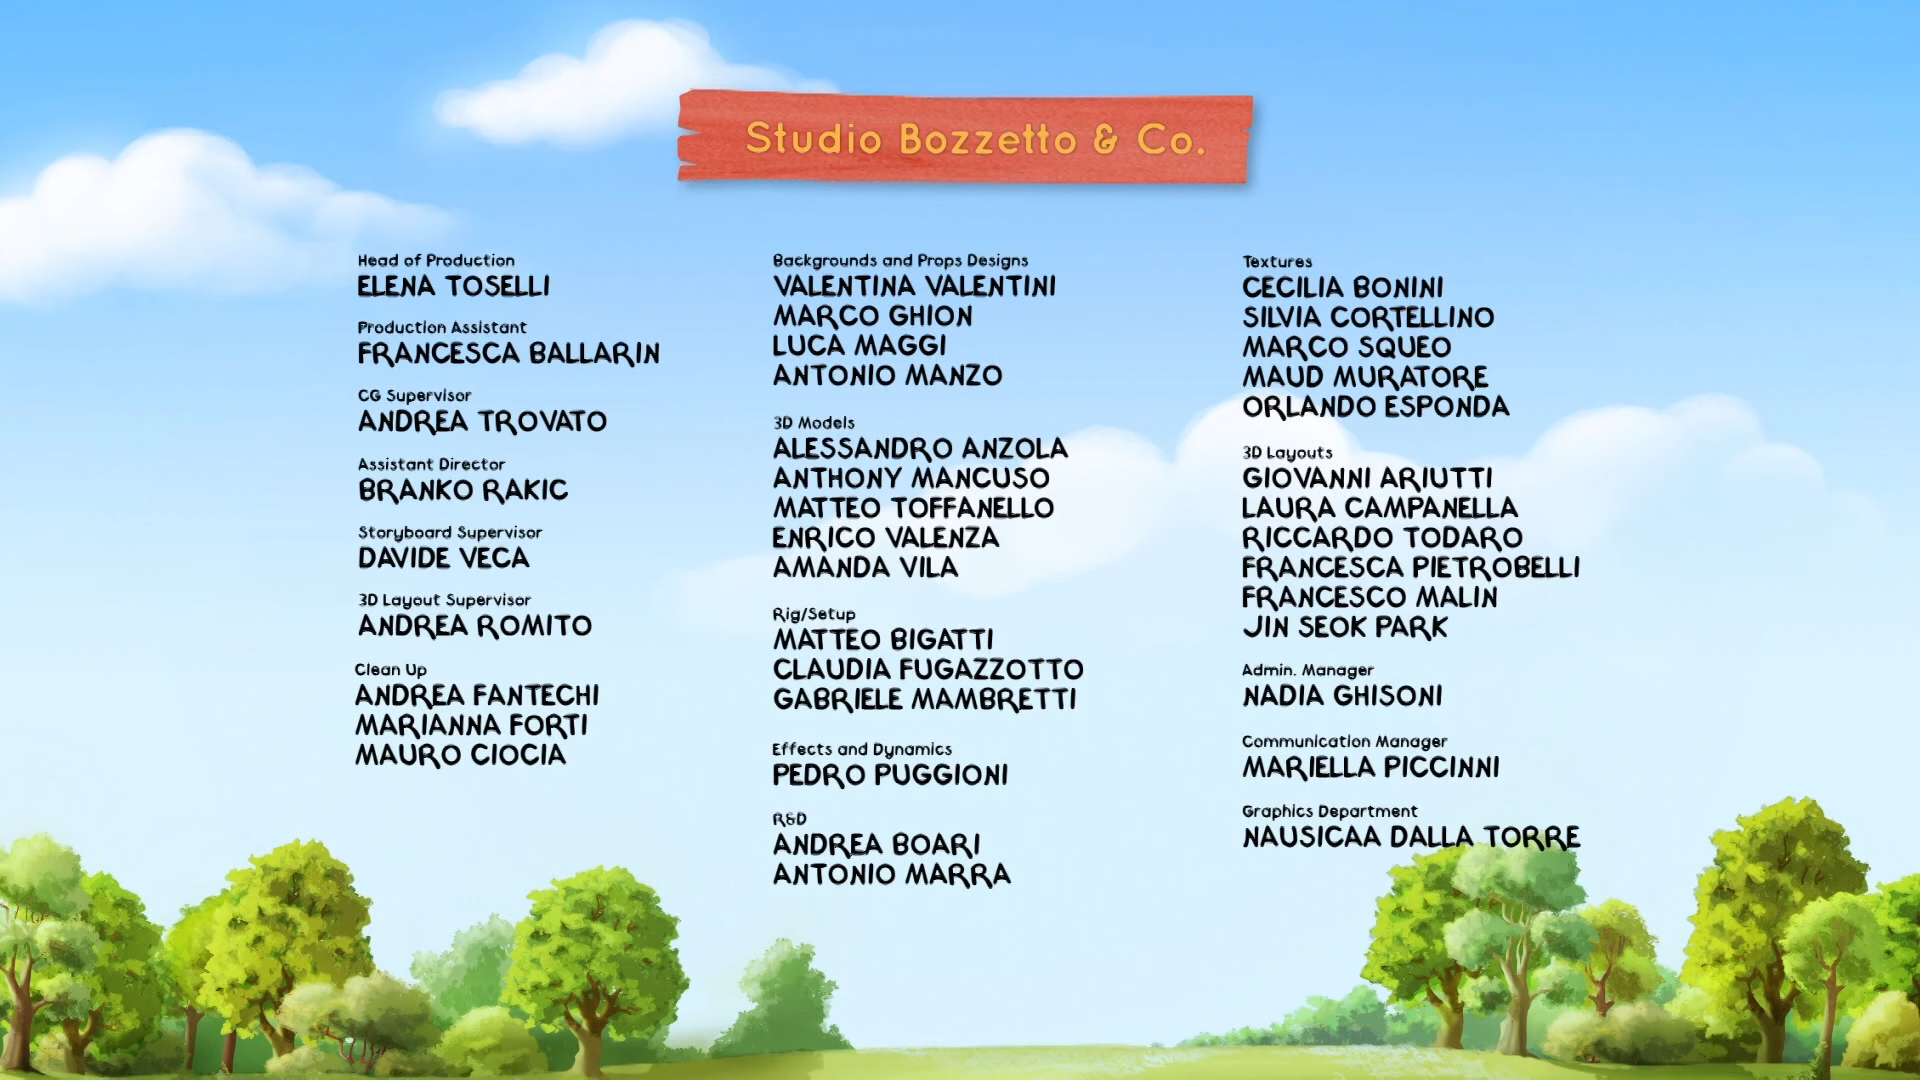 Studio Bozzetto & Co.
Head of Production
ELENA TOSELLI
Production Assistant
FRANCESCA BALLARIN
CG Supervisor
ANDREA TROVATO
Assistant Director
BRANKO RAKIC
Storyboard Supervisor
DAVIDE VECA
3D Layout Supervisor
ANDREA ROMITO
Clean Up
ANDREA FANTECHI
MARIANNA FORTI
MAURO CIOCIA
Backgrounds and Props Designs
VALENTINA VALENTINI
MARCO GHION
LUCA MAGGI
ANTONIO MANZO
3D Models
ALESSANDRO ANZOLA
ANTHONY MANCUSO
MATTEO TOFFANELLO
ENRICO VALENZA
AMANDA VILA
Rig/Setup
MATTEO BIGATTI
CLAUDIA FUGAZZOTTO
GABRIELE MAMBRETTI
Effects and Dynamics
PEDRO PUGGIONI
R&D
ANDREA BOARI
ANTONIO MARRA
Textures
CECILIA BONINI
SILVIA CORTELLINO
MARCO SQUEO
MAUD MURATORE
ORLANDO ESPONDA
3D Layouts
GIOVANNI ARIUTTI
LAURA CAMPANELLA
RICCARDO TODARO
FRANCESCA PIETROBELLI
FRANCESCO MALIN
JIN SEOK PARK
Admin. Manager
NADIA GHISONI
Communication Manager
MARIELLA PICCINNI
Graphics Department
NAUSICAA DALLA TORRE